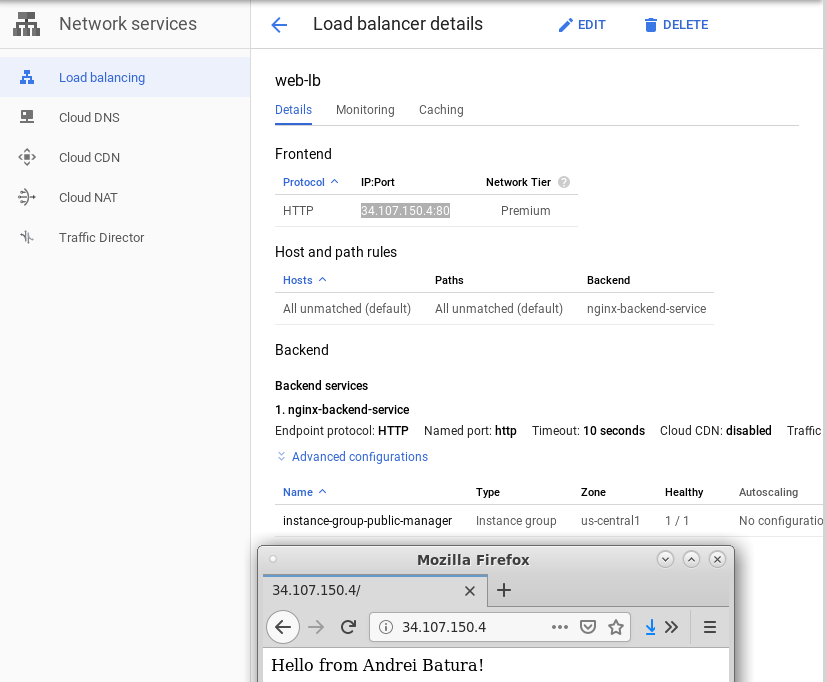 Network services
Load balancer details
EDIT
DELETE
Load balancing
Cloud DNS
Cloud CDN
Cloud NAT
Traffic Director
web-lb
Details Monitoring Caching
Frontend
Protocol IP:Port Network Tier ?
HTTP 34.107.150.4:80 Premium
Host and path rules
Hosts Paths Backend
All unmatched (default) All unmatched (default) nginx-backend-service
Backend
Backend services
1. nginx-backend-service
Endpoint protocol: HTTP Named port: http Timeout: 10 seconds Cloud CDN: disabled Traffic
Advanced configurations
Name Type Zone Healthy Autoscaling
instance-group-public-manager Instance group us-central1 1 / 1 No configuratio
Mozilla Firefox
34.107.150.4/
34.107.150.4
Hello from Andrei Batura!